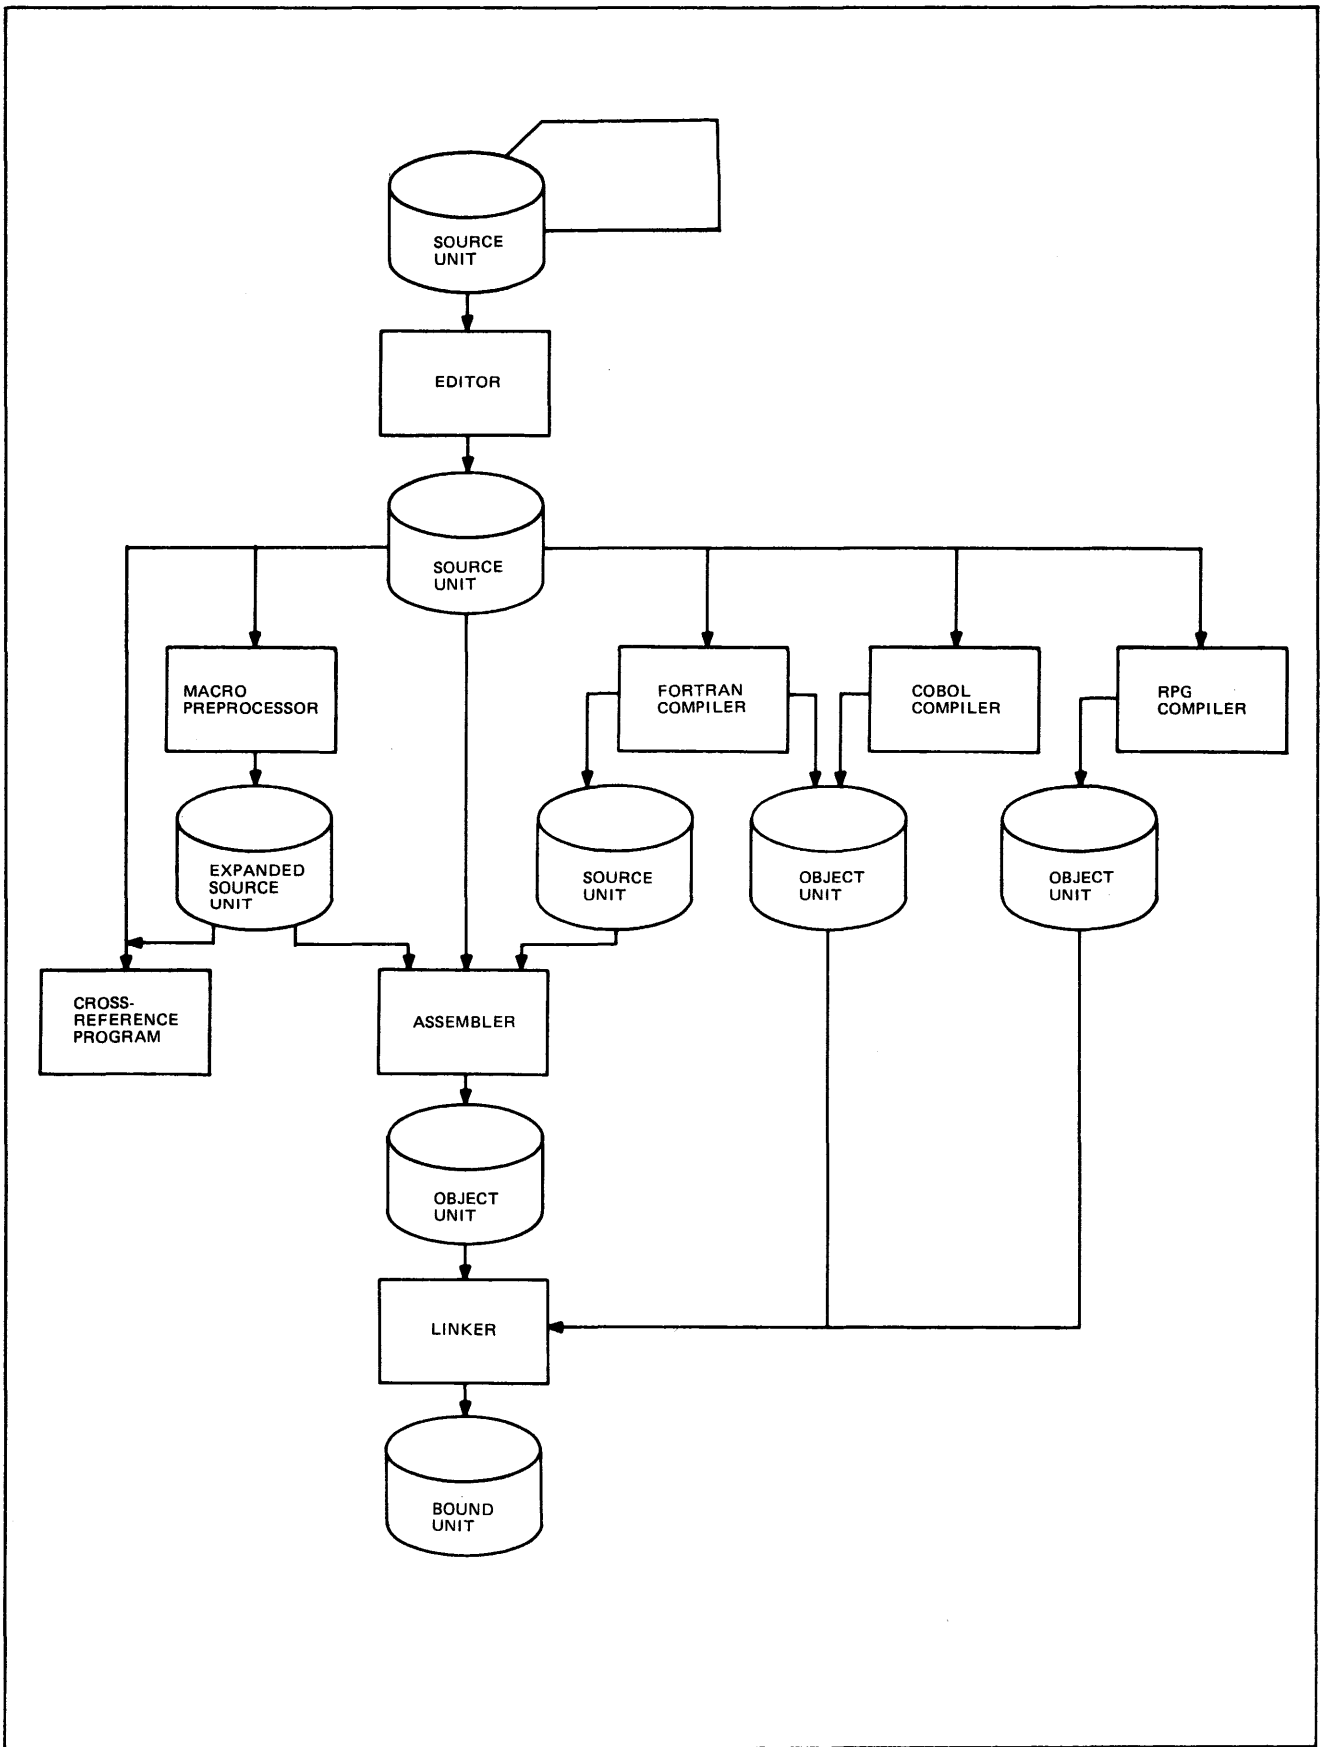 SOURCE
UNIT
EDITOR
SOURCE
UNIT
MACRO
PREPROCESSOR
FORTRAN
COMPILER
COBOL
COMPILER
RPG
COMPILER
EXPANDED
SOURCE
UNIT
SOURCE
UNIT
OBJECT
UNIT
OBJECT
UNIT
CROSS-
REFERENCE
PROGRAM
ASSEMBLER
OBJECT
UNIT
LINKER
BOUND
UNIT